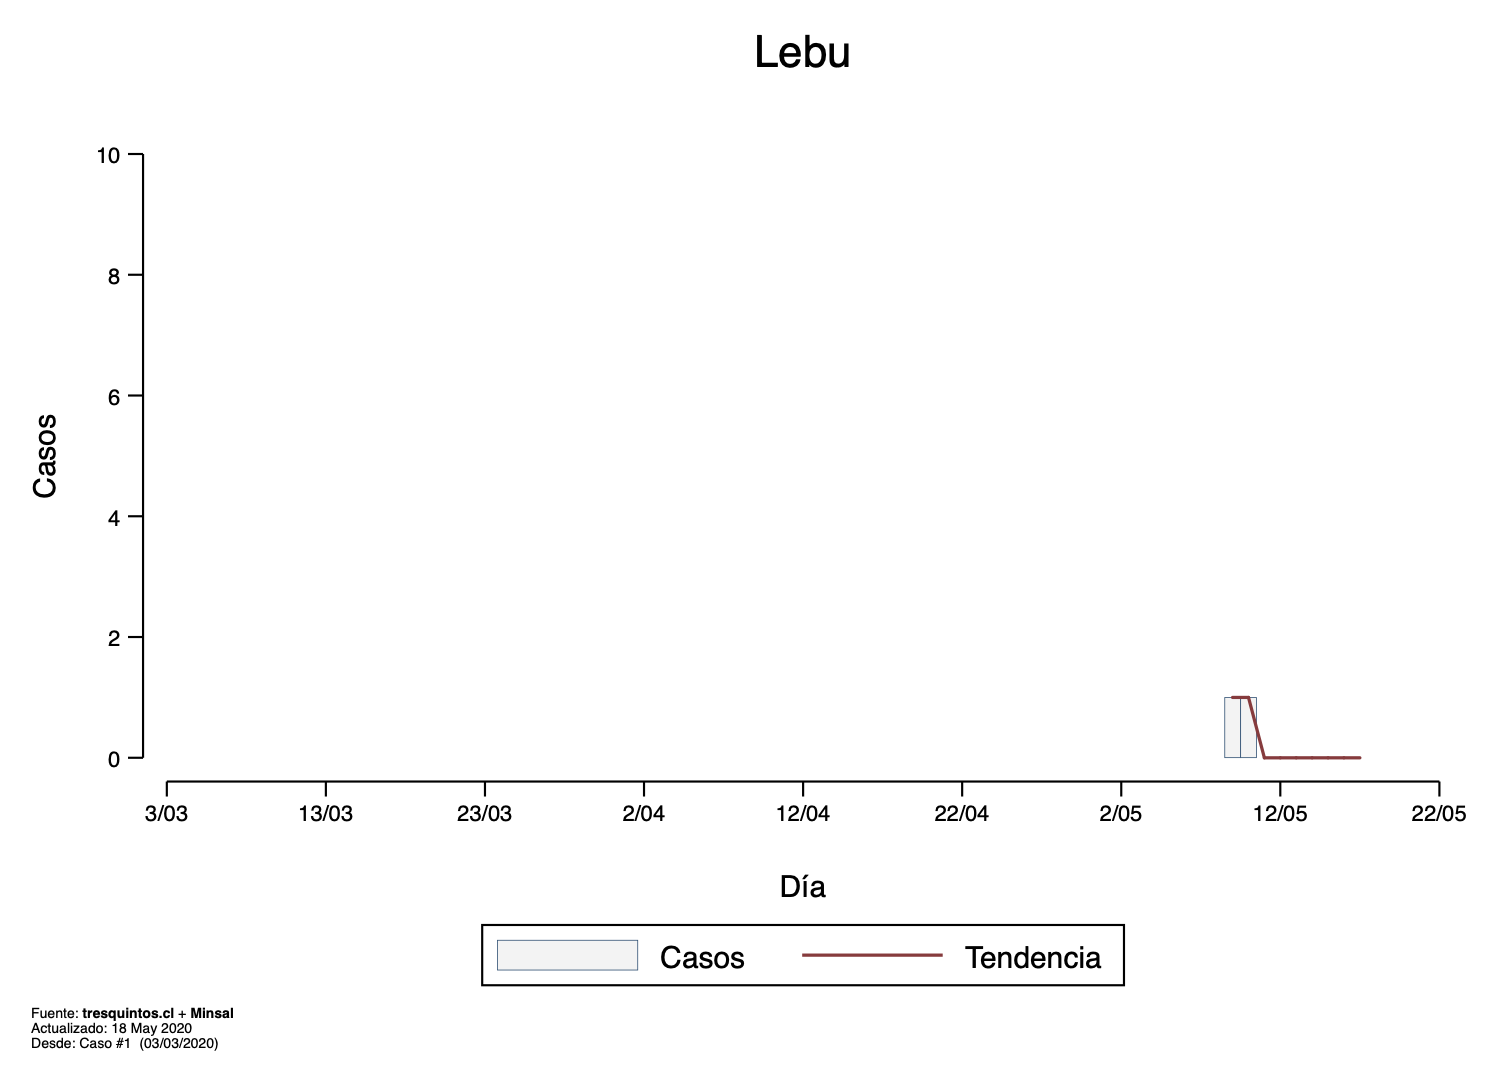 Lebu
10
8
6
4
2
0
Casos
3/03 13/03 23/03 2/04 12/04 22/04 2/05 12/05 22/05
Día
Casos Tendencia
Fuente: tresquintos.cl + Minsal
Actualizado: 18 May 2020
Desde: Caso #1 (03/03/2020)